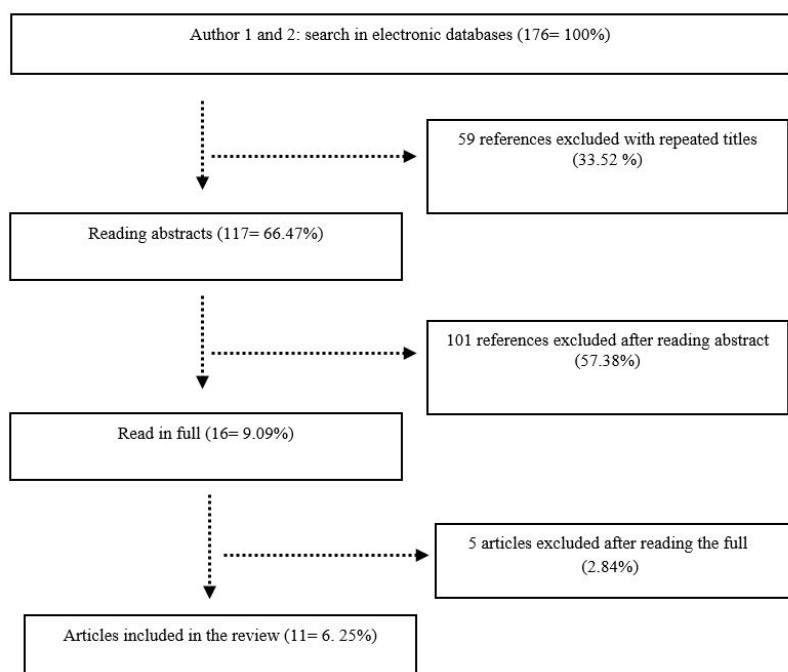 Author 1 and 2: search in electronic databases (176= 100%)
59 references excluded with repeated titles
(33.52 %)
Reading abstracts (117= 66.47%)
101 references excluded after reading abstract
(57.38%)
Read in full (16= 9.09%)
5 articles excluded after reading the full
(2.84%)
Articles included in the review (11= 6. 25%)